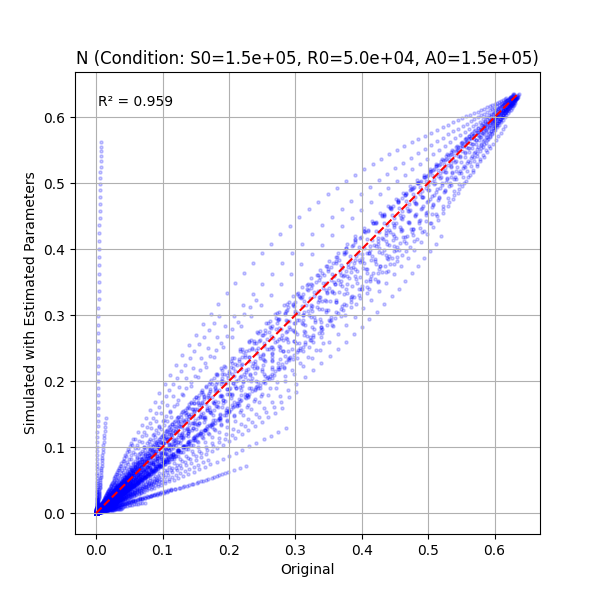 N (Condition: S0=1.5e+05, R0=5.0e+04, A0=1.5e+05)
R² = 0.959
0.6
0.5
0.4
0.3
0.2
0.1
0.0
Simulated with Estimated Parameters
0.0 0.1 0.2 0.3 0.4 0.5 0.6
Original